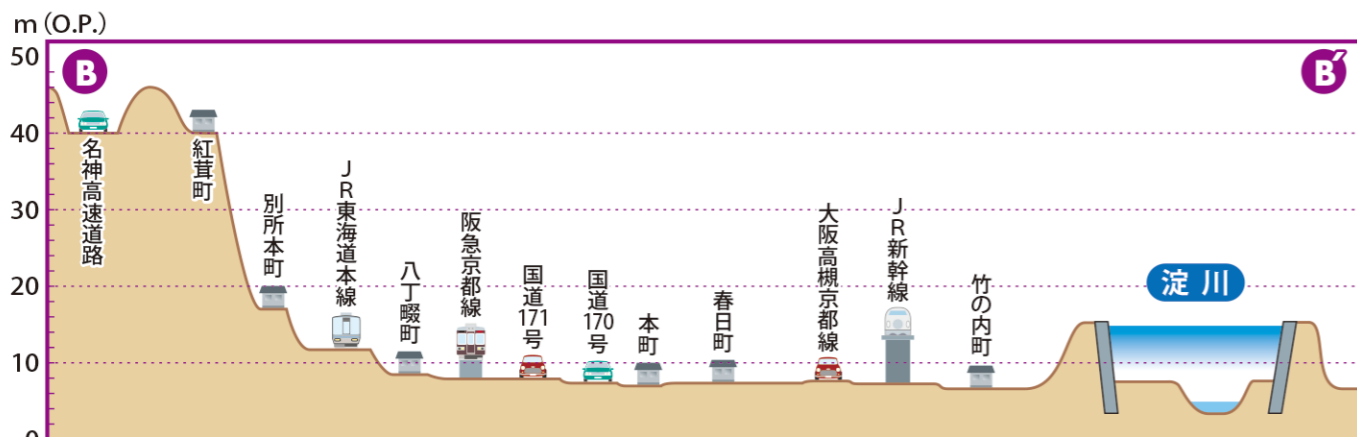 m (O.P.)
50
40
30
20
10
0
B
B´
名神高速道路
紅茸町
別所本町
JR東海道本線
八丁畷町
阪急京都線
国道171号
国道170号
本町
春日町
大阪高槻京都線
JR新幹線
竹の内町
淀川